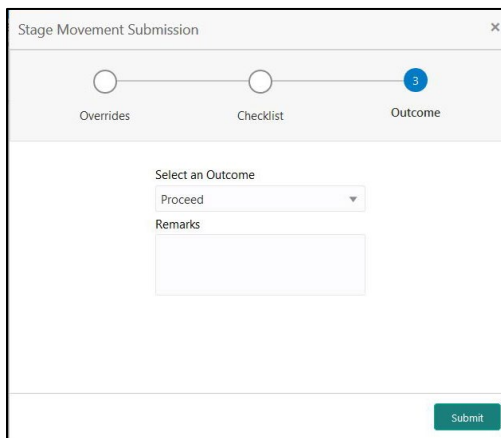 Stage Movement Submission ×
3
Overrides Checklist Outcome
Select an Outcome
Proceed
Remarks
Submit